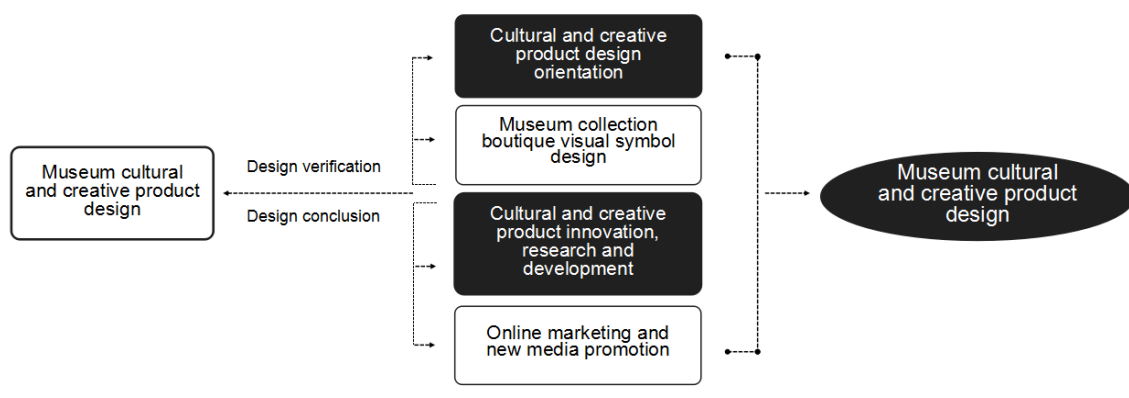 Museum cultural
and creative product
design
Design verification
Design conclusion
Cultural and creative
product design
orientation
Museum collection
boutique visual symbol
design
Cultural and creative
product innovation,
research and
development
Online marketing and
new media promotion
Museum cultural
and creative product
design